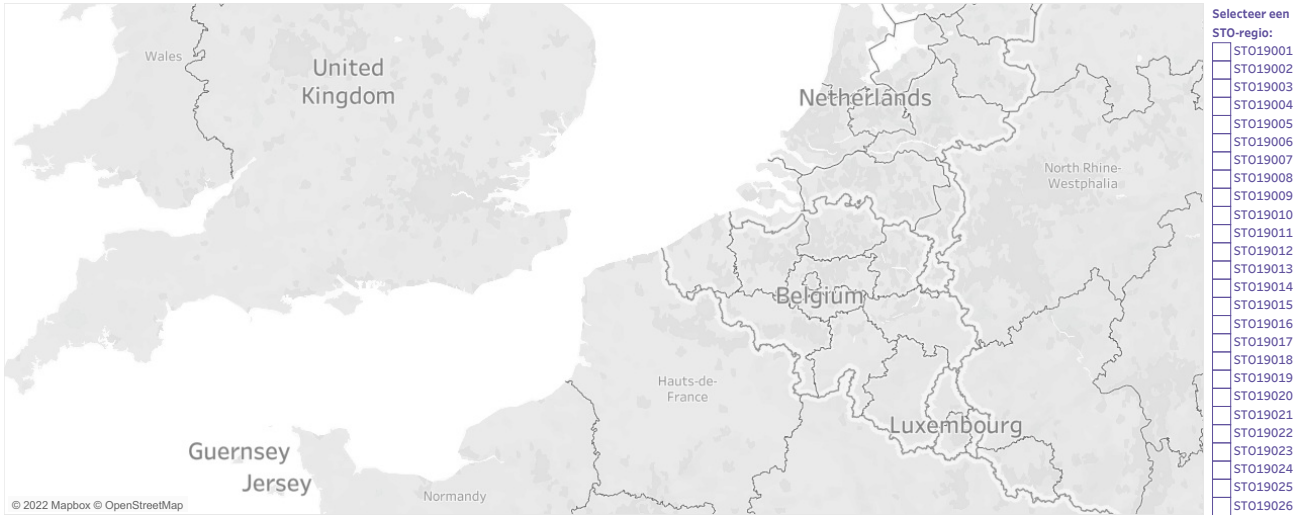 Wales
United
Kingdom
Netherlands
North Rhine-
Westphalia
Belgium
Hauts-de-
France
Luxembourg
Guernsey
Jersey
Normandy
© 2022 Mapbox © OpenStreetMap
Selecteer een
STO-regio:
STO19001
STO19002
STO19003
STO19004
STO19005
STO19006
STO19007
STO19008
STO19009
STO19010
STO19011
STO19012
STO19013
STO19014
STO19015
STO19016
STO19017
STO19018
STO19019
STO19020
STO19021
STO19022
STO19023
STO19024
STO19025
STO19026